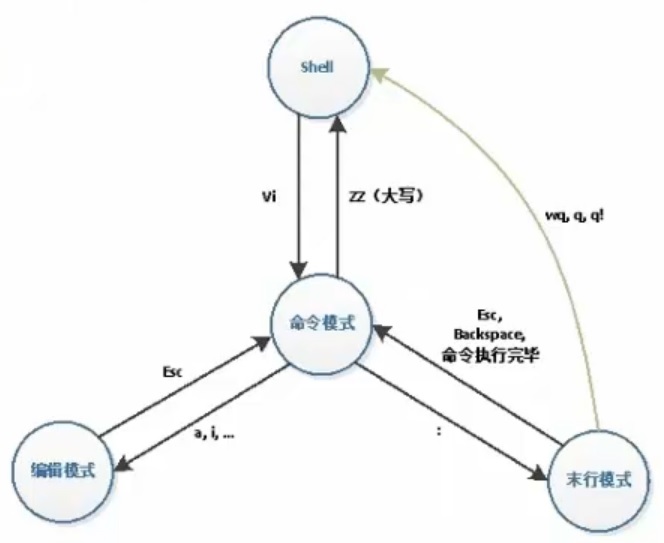 Shell
Vi
ZZ（大写）
wq, q, q!
命令模式
Esc,
Backspace,
命令执行完毕
Esc
a, i, ...
:
编辑模式
末行模式